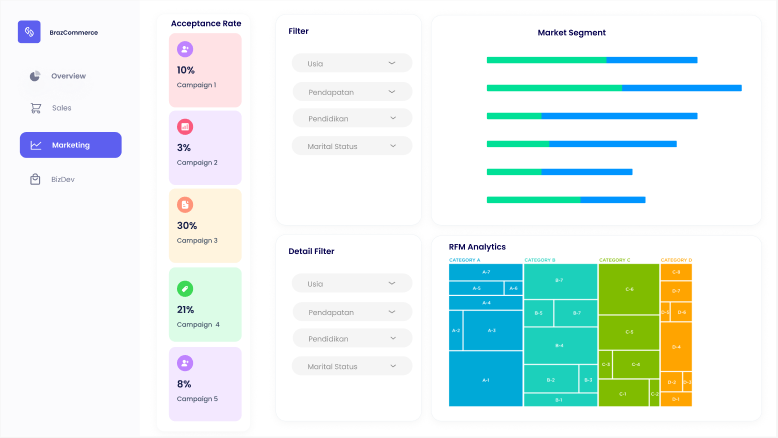 BrazCommerce
Overview
Sales
Marketing
BizDev
Acceptance Rate
10%
Campaign 1
3%
Campaign 2
30%
Campaign 3
21%
Campaign 4
8%
Campaign 5
Filter
Usia
Pendapatan
Pendidikan
Marital Status
Detail Filter
Usia
Pendapatan
Pendidikan
Marital Status
Market Segment
RFM Analytics
CATEGORY A
CATEGORY B
CATEGORY C
CATEGORY D
A-7
A-5
A-6
A-4
A-2
A-3
A-1
B-7
B-5
B-7
B-4
B-2
B-3
B-1
C-6
C-5
C-3
C-4
C-1
C-2
D-8
D-7
D-5
D-6
D-4
D-2
D-3
D-1